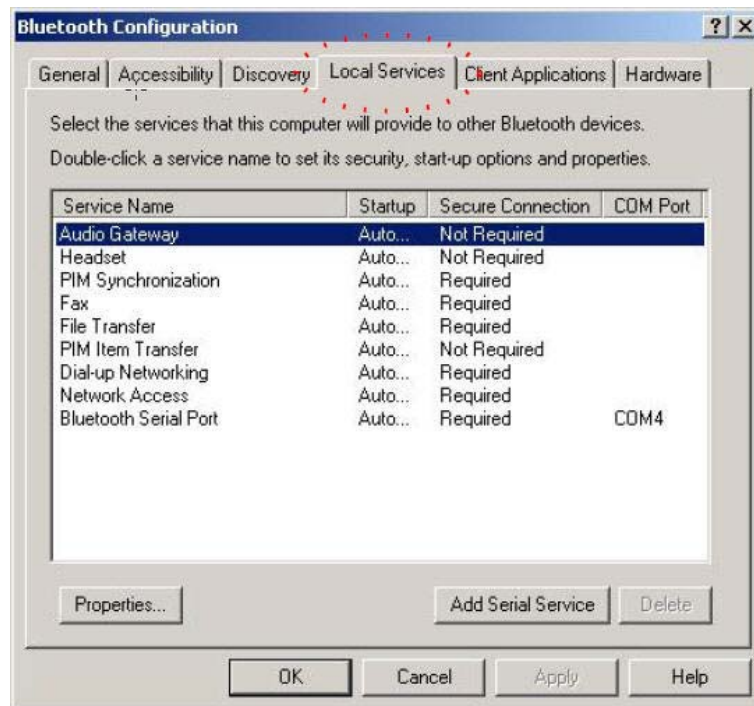 Bluetooth Configuration
General Accessibility Discovery Local Services Client Applications Hardware
Select the services that this computer will provide to other Bluetooth devices.
Double-click a service name to set its security, start-up options and properties.
Service Name Startup Secure Connection COM Port
Audio Gateway Auto... Not Required
Headset Auto... Not Required
PIM Synchronization Auto... Required
Fax Auto... Required
File Transfer Auto... Required
PIM Item Transfer Auto... Not Required
Dial-up Networking Auto... Required
Network Access Auto... Required
Bluetooth Serial Port Auto... Required COM4
Properties... Add Serial Service Delete
OK Cancel Apply Help